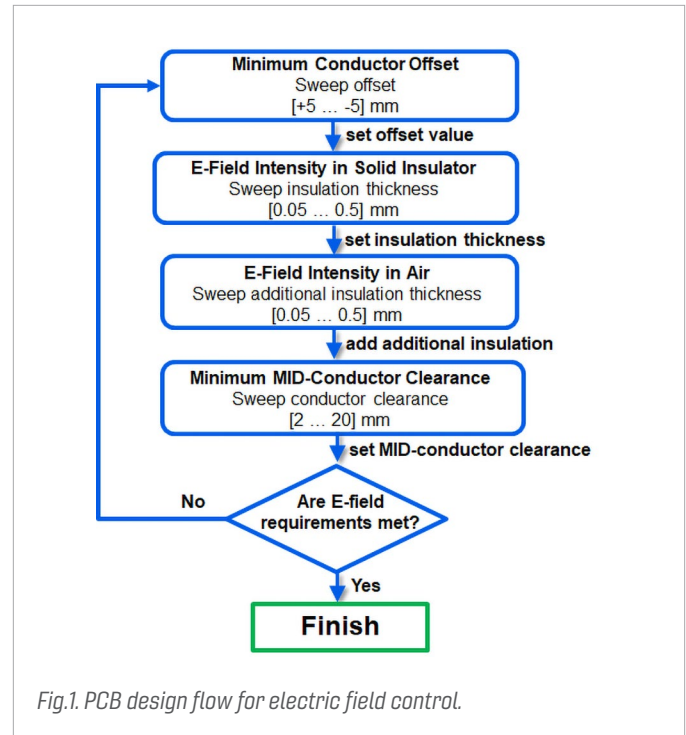 Minimum Conductor Offset
Sweep offset
[+5 ... -5] mm
set offset value
E-Field Intensity in Solid Insulator
Sweep insulation thickness
[0.05 ... 0.5] mm
set insulation thickness
E-Field Intensity in Air
Sweep additional insulation thickness
[0.05 ... 0.5] mm
add additional insulation
Minimum MID-Conductor Clearance
Sweep conductor clearance
[2 ... 20] mm
set MID-conductor clearance
No
Are E-field
requirements met?
Yes
Finish
Fig.1. PCB design flow for electric field control.